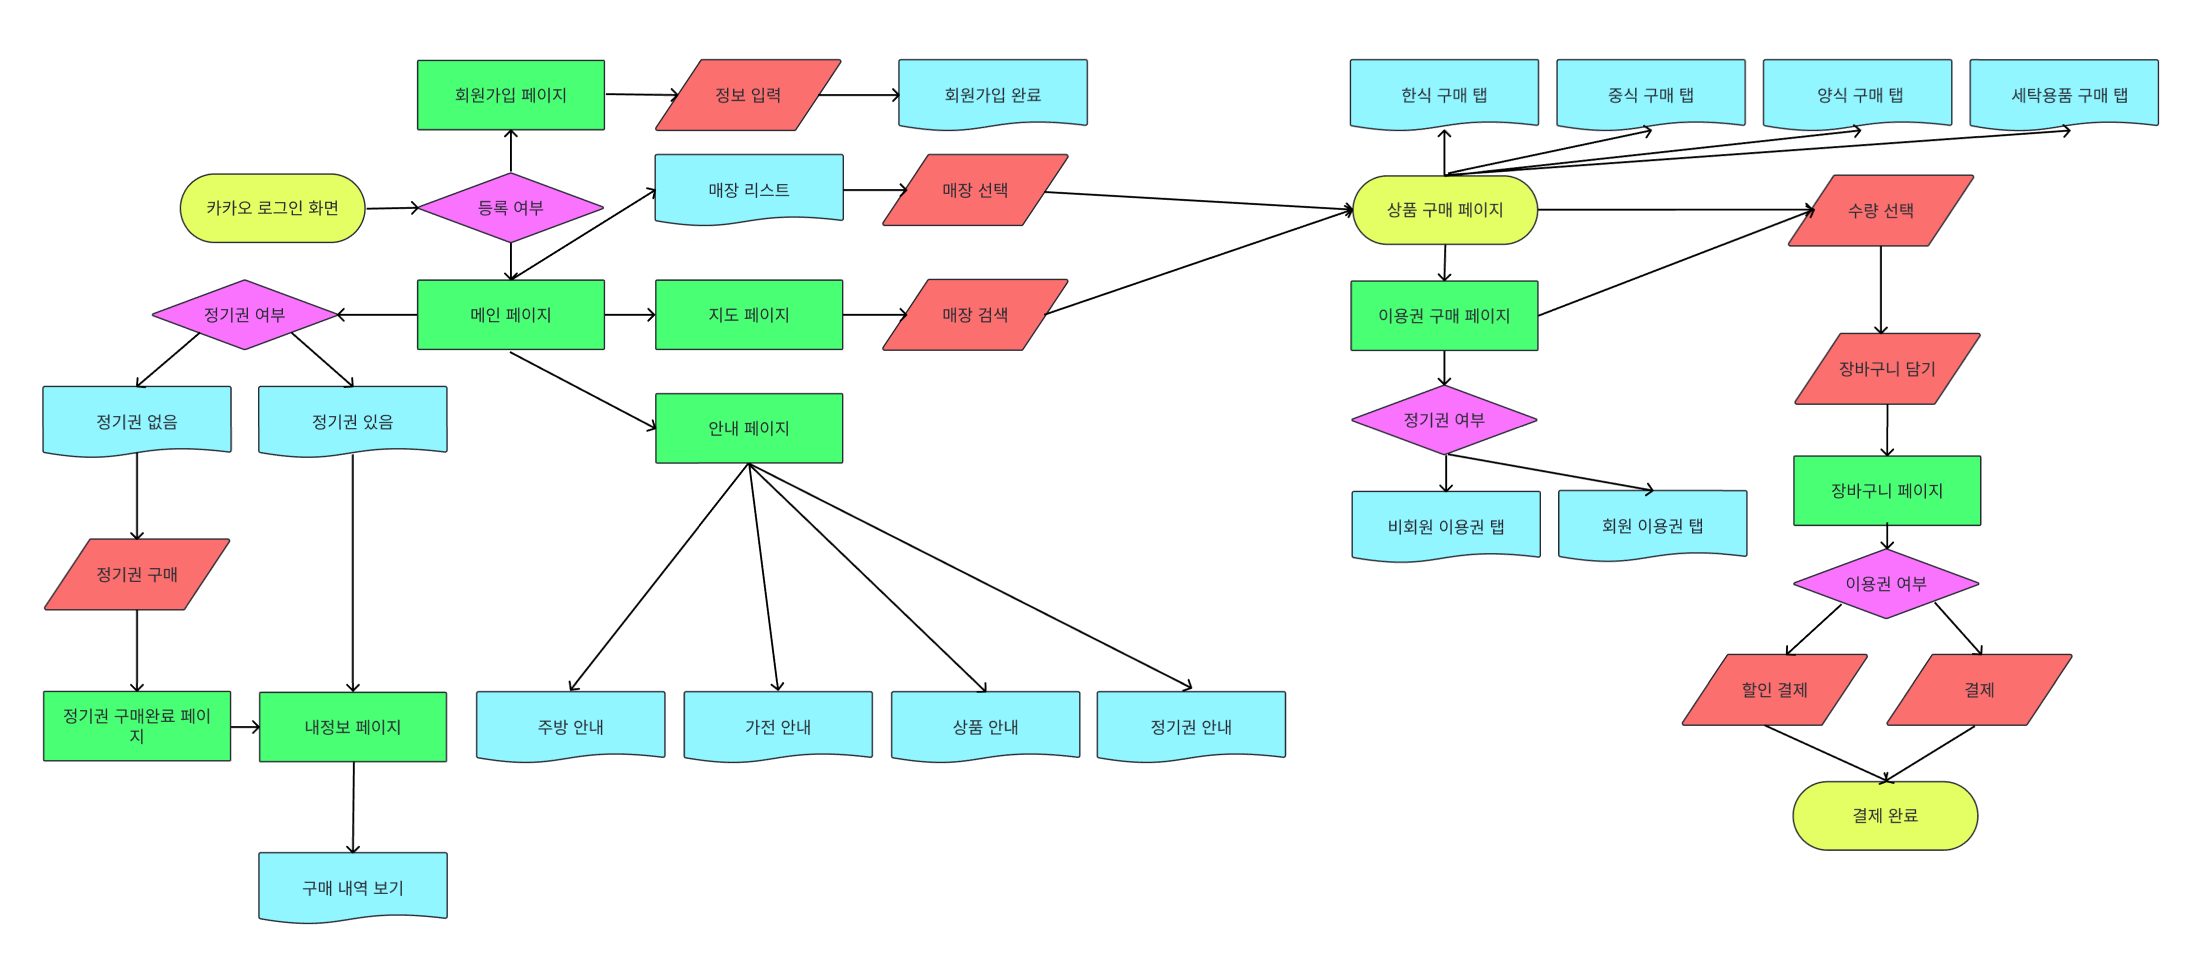 회원가입 페이지
정보 입력
회원가입 완료
한식 구매 탭
중식 구매 탭
양식 구매 탭
세탁용품 구매 탭
카카오 로그인 화면
등록 여부
매장 리스트
매장 선택
상품 구매 페이지
수량 선택
정기권 여부
메인 페이지
지도 페이지
매장 검색
이용권 구매 페이지
장바구니 담기
정기권 없음
정기권 있음
안내 페이지
정기권 여부
장바구니 페이지
비회원 이용권 탭
회원 이용권 탭
정기권 구매
이용권 여부
할인 결제
결제
정기권 구매완료 페이
지
내정보 페이지
주방 안내
가전 안내
상품 안내
정기권 안내
결제 완료
구매 내역 보기